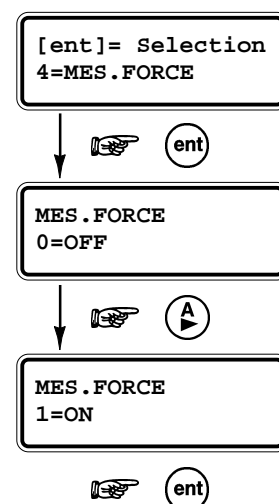 [ent]= Selection
4=MES.FORCE
ent
MES.FORCE
0=OFF
A
MES.FORCE
1=ON
ent